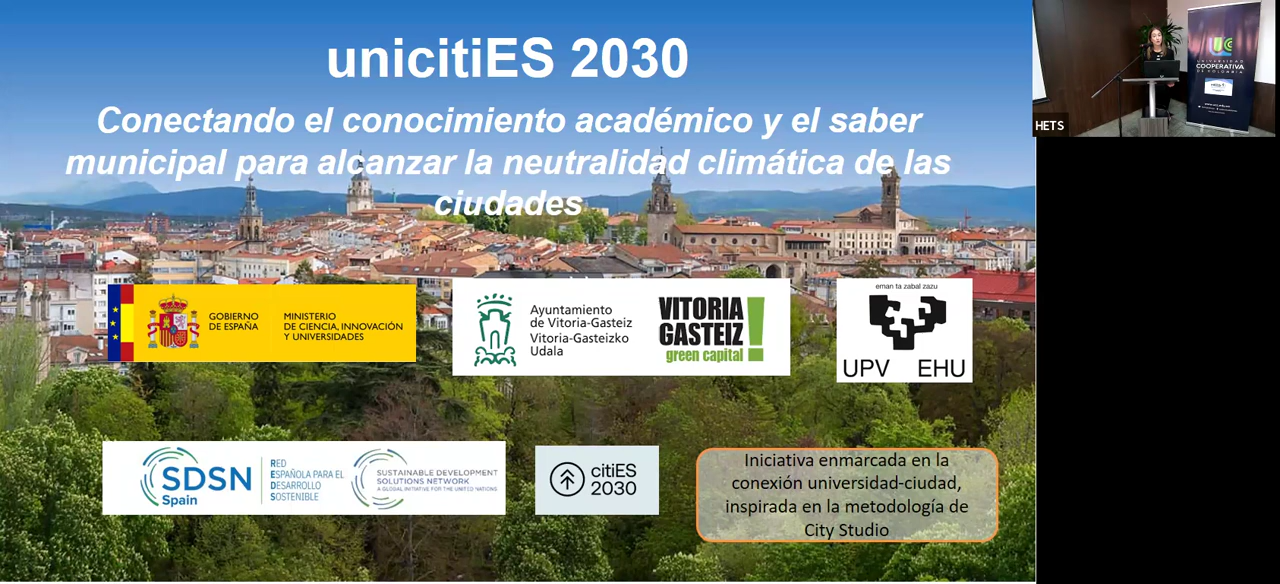 unicitiES 2030
Conectando el conocimiento académico y el saber
municipal para alcanzar la neutralidad climática de las
ciudades
GOBIERNO
DE ESPAÑA
MINISTERIO
DE CIENCIA, INNOVACIÓN
Y UNIVERSIDADES
Ayuntamiento
de Vitoria-Gasteiz
Vitoria-Gasteizko
Udala
VITORIA
GASTEIZ
green capital
eman ta zabal zazu
UPV EHU
SDSN
Spain
RED
ESPAÑOLA PARA EL
DESARROLLO
SOSTENIBLE
SUSTAINABLE DEVELOPMENT
SOLUTIONS NETWORK
A GLOBAL INITIATIVE FOR THE UNITED NATIONS
citiES
2030
Iniciativa enmarcada en la
conexión universidad-ciudad,
inspirada en la metodología de
City Studio
HETS
UCC
UNIVERSIDAD
COOPERATIVA
DE COLOMBIA